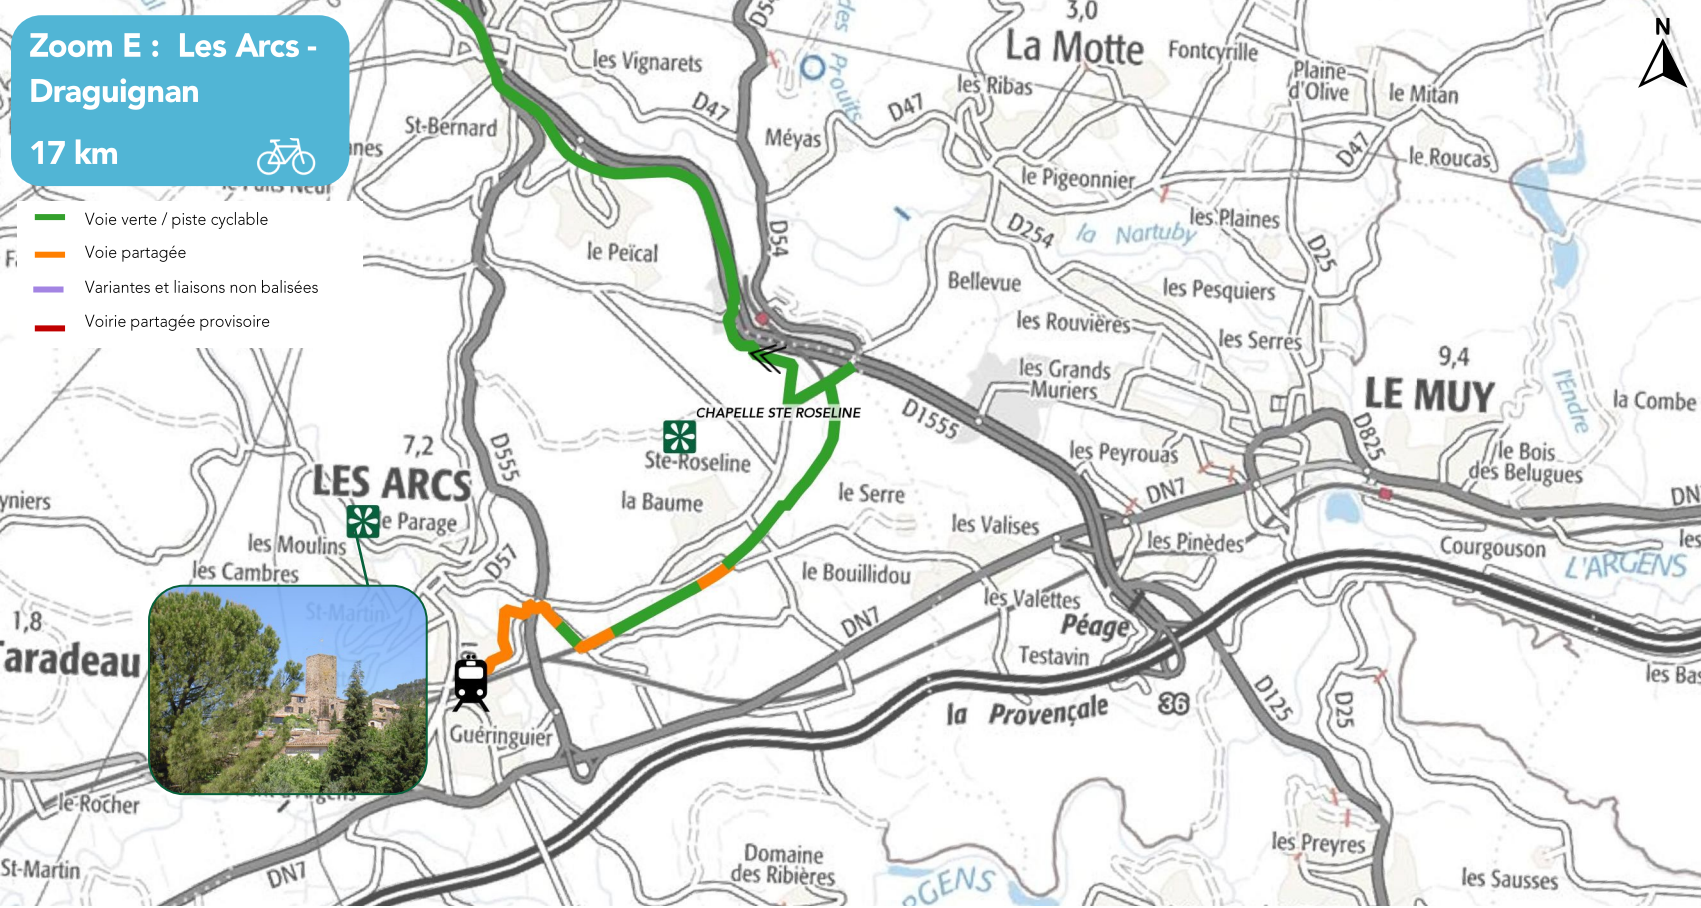 Zoom E : Les Arcs -
Draguignan
17 km
N
Voie verte / piste cyclable
Voie partagée
Variantes et liaisons non balisées
Voirie partagée provisoire
3,0
La Motte
Fontcyrille
les Vignarets
les Ribas
Plaine
d'Olive
le Mitan
D47
D47
D47
St-Bernard
Méyas
le Roucas
le Pigeonnier
les Plaines
D254
la Nartuby
D54
D25
le Peïcal
Bellevue
les Pesquiers
les Rouvières
les Serres
les Grands
Muriers
9,4
LE MUY
l'Endre
la Combe
CHAPELLE STE ROSELINE
D1555
D825
7,2
LES ARCS
D555
Ste-Roseline
les Peyrouas
le Bois
des Belugues
la Baume
le Serre
DN7
le Parage
les Valises
les Moulins
les Pinèdes
Courgouson
L'ARGENS
D57
les Cambres
le Bouillidou
St-Martin
les Valettes
1,8
Taradeau
DN7
Péage
Testavin
la Provençale
36
D125
D25
Guéringuier
le Rocher
St-Martin
DN7
Domaine
des Ribières
les Preyres
les Sausses